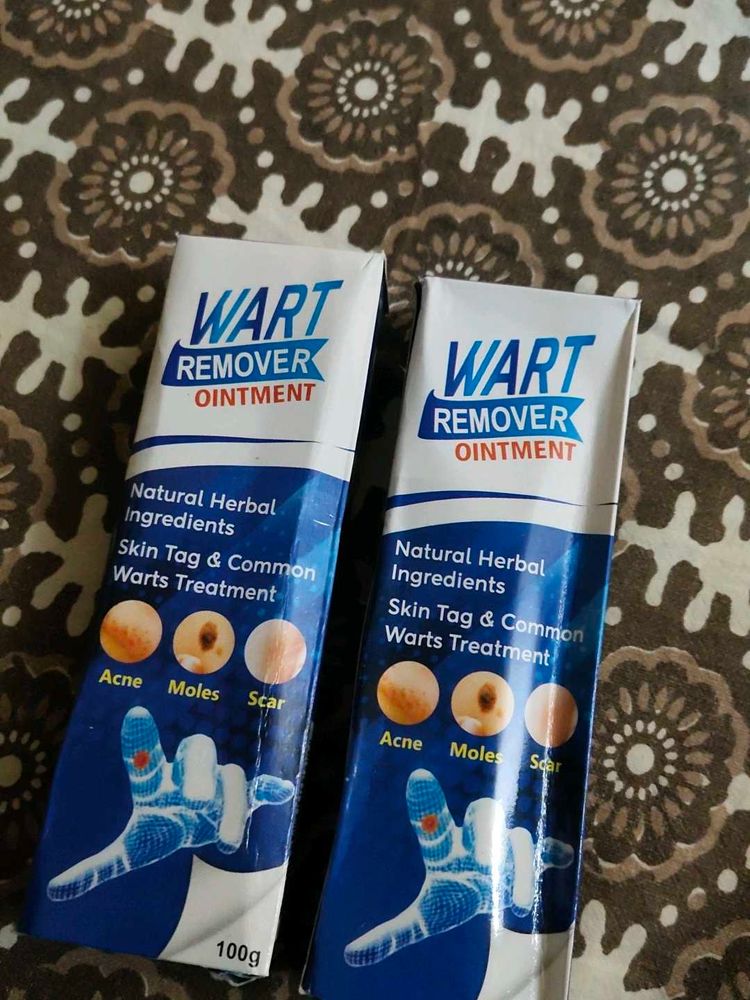 WART
REMOVER
OINTMENT
Natural Herbal
Ingredients
Skin Tag & Common
Warts Treatment
Acne Moles Scar
100g
WART
REMOVER
OINTMENT
Natural Herbal
Ingredients
Skin Tag & Common
Warts Treatment
Acne Moles Scar